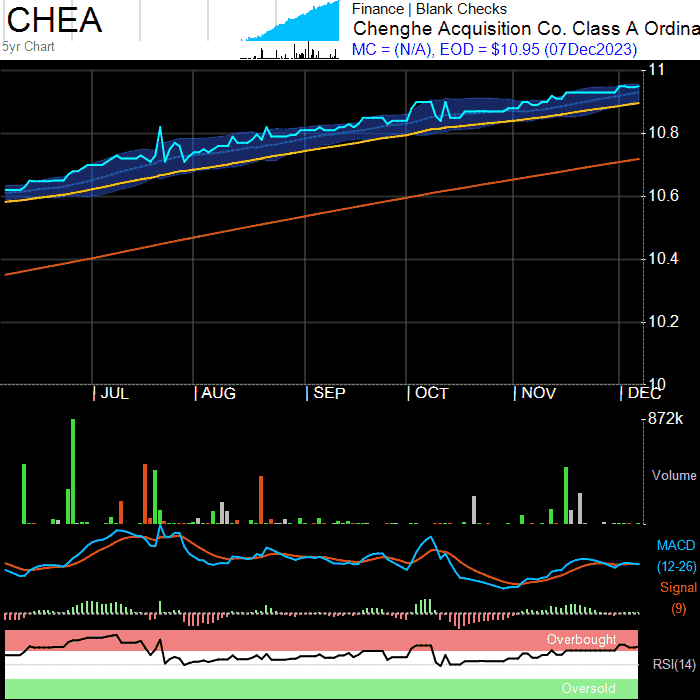 CHEA
5yr Chart
Finance | Blank Checks
Chenghe Acquisition Co. Class A Ordina
MC = (N/A), EOD = $10.95 (07Dec2023)
11
10.8
10.6
10.4
10.2
10
JUL
AUG
SEP
OCT
NOV
DEC
872k
Volume
MACD
(12-26)
Signal
(9)
Overbought
RSI(14)
Oversold